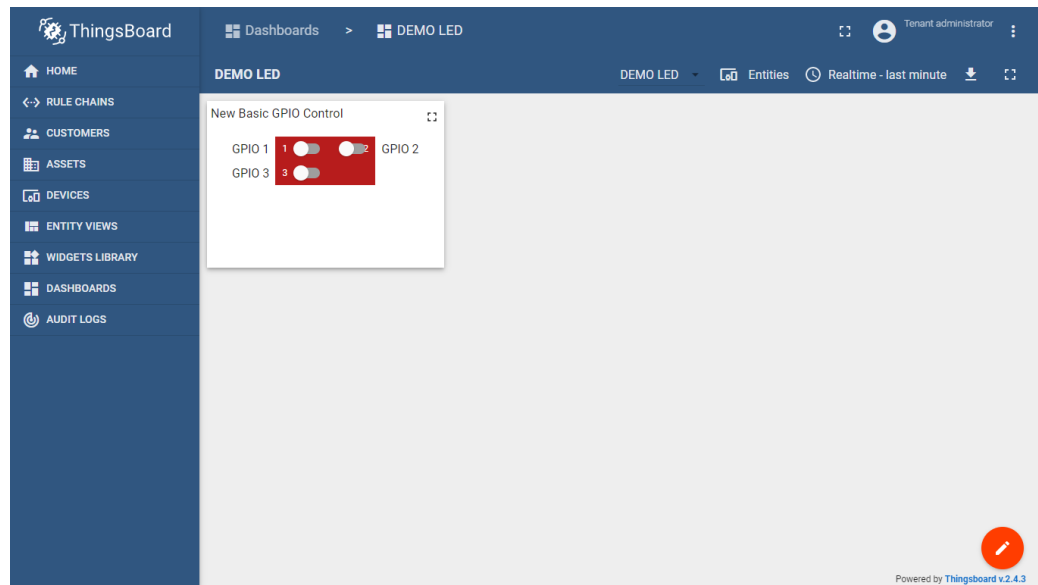 ThingsBoard
Dashboards > DEMO LED
Tenant administrator
HOME
RULE CHAINS
CUSTOMERS
ASSETS
DEVICES
ENTITY VIEWS
WIDGETS LIBRARY
DASHBOARDS
AUDIT LOGS
DEMO LED
DEMO LED Entities Realtime - last minute
New Basic GPIO Control
GPIO 1 1 2 GPIO 2
GPIO 3 3
Powered by Thingsboard v.2.4.3